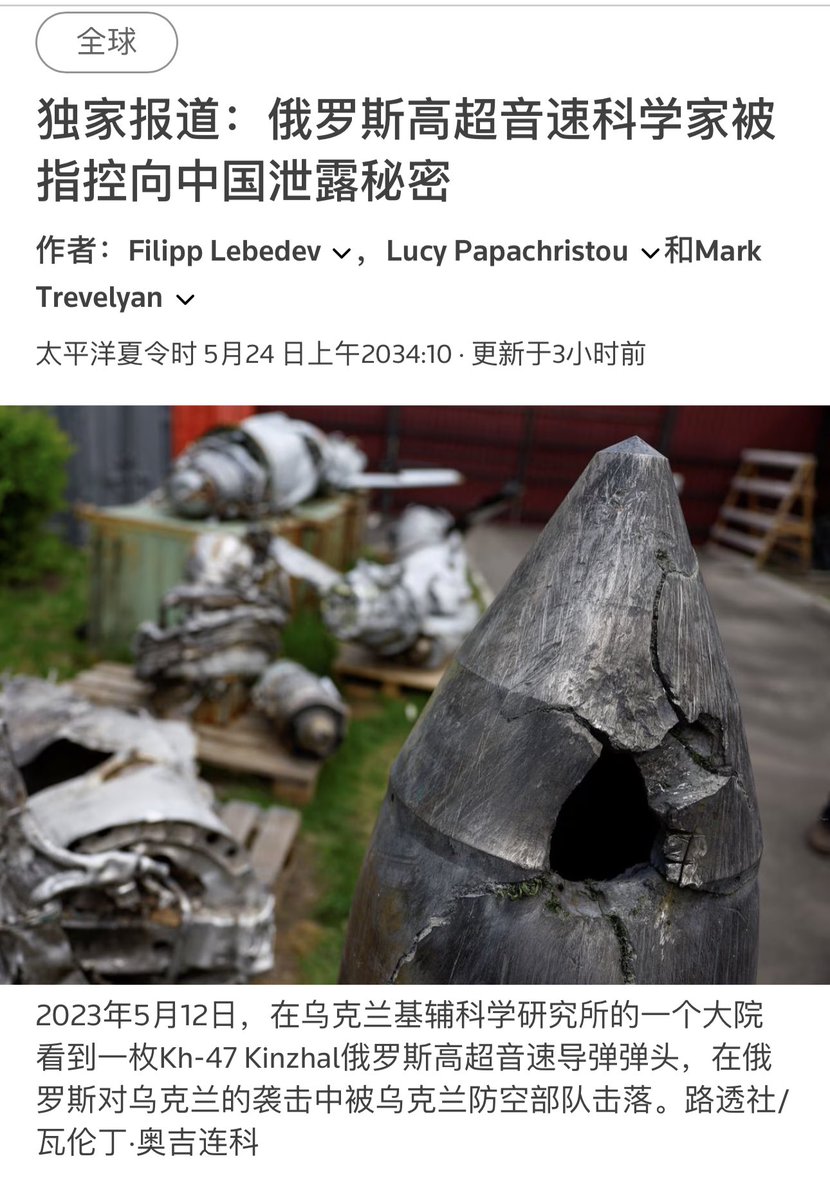 全球
独家报道：俄罗斯高超音速科学家被
指控向中国泄露秘密
作者：Filipp Lebedev，Lucy Papachristou 和Mark
Trevelyan
太平洋夏令时 5月24 日上午2034:10 · 更新于3小时前
2023年5月12日，在乌克兰基辅科学研究所的一个大院
看到一枚Kh-47 Kinzhal俄罗斯高超音速导弹弹头，在俄
罗斯对乌克兰的袭击中被乌克兰防空部队击落。路透社/
瓦伦丁·奥吉连科